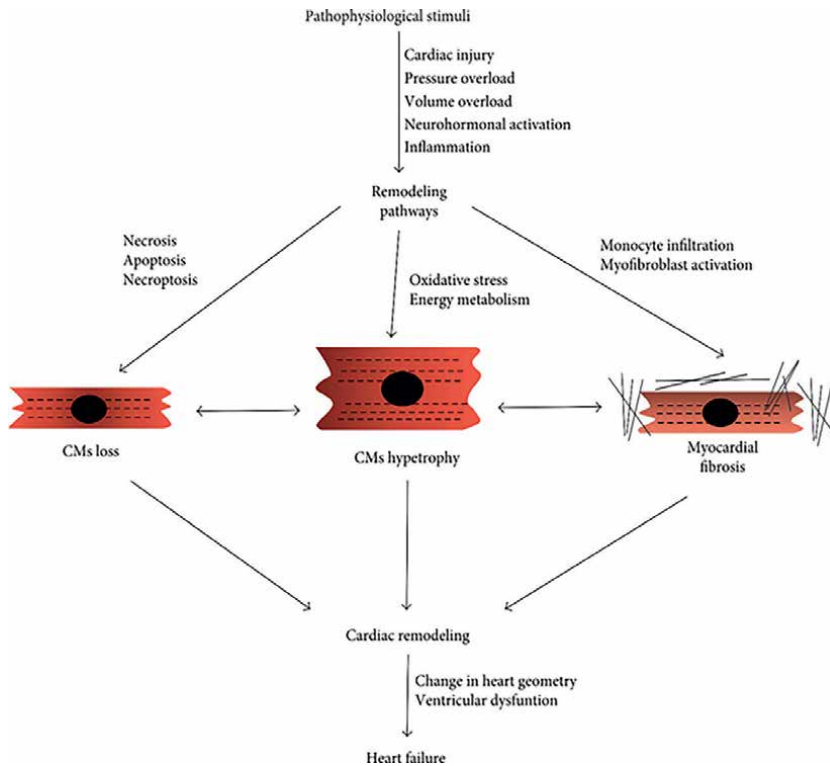 Pathophysiological stimuli
Cardiac injury
Pressure overload
Volume overload
Neurohormonal activation
Inflammation
Remodeling
pathways
Necrosis
Apoptosis
Necroptosis
Oxidative stress
Energy metabolism
Monocyte infiltration
Myofibroblast activation
CMs loss
CMs hypetrophy
Myocardial
fibrosis
Cardiac remodeling
Change in heart geometry
Ventricular dysfuntion
Heart failure